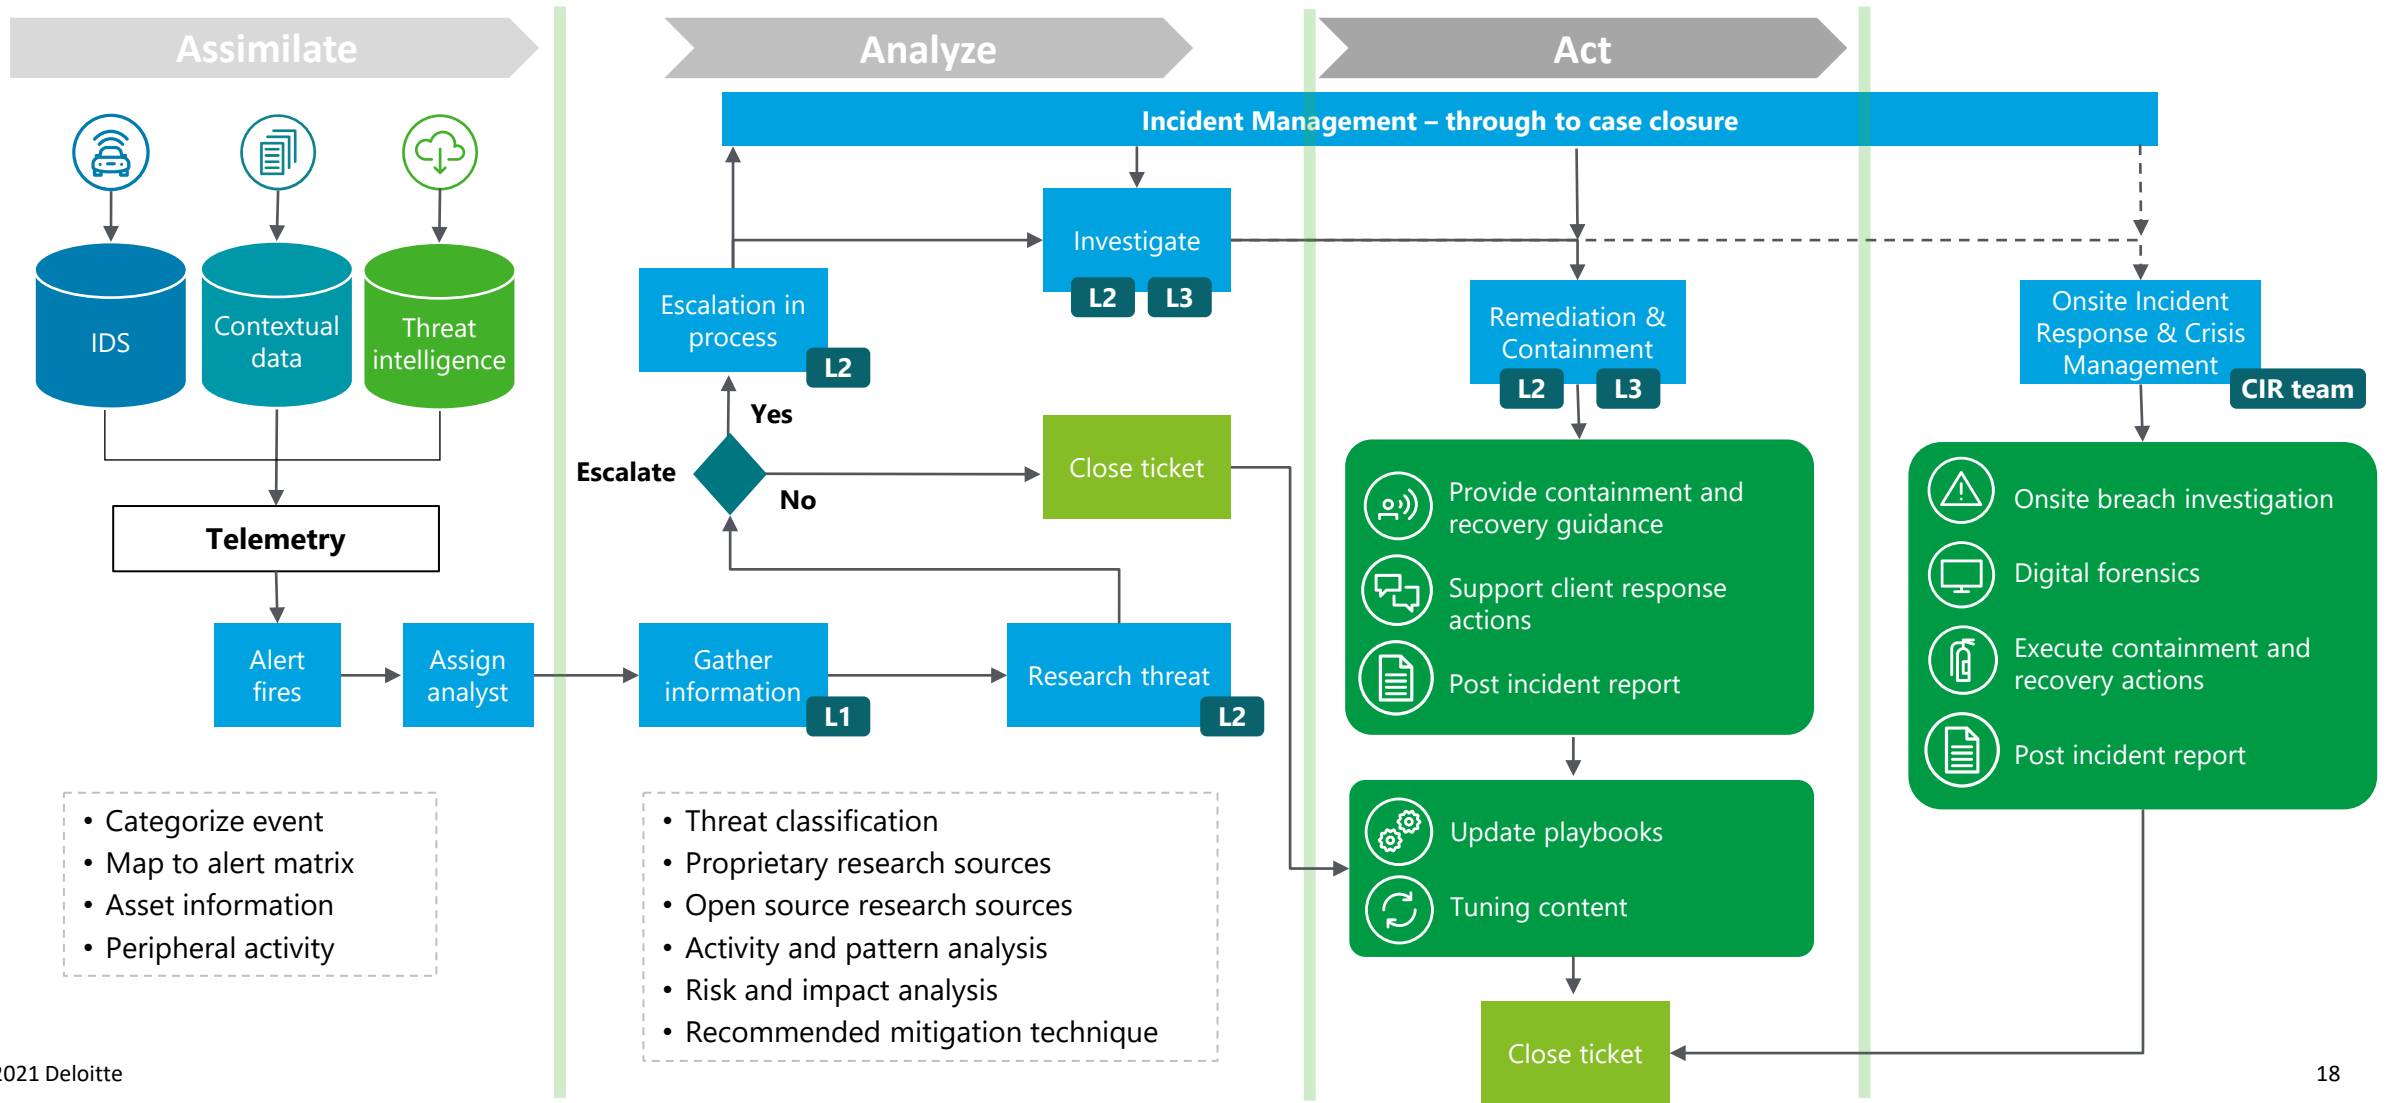 Assimilate
Analyze
Act
Incident Management – through to case closure
IDS
Contextual
data
Threat
intelligence
Telemetry
Alert
fires
Assign
analyst
• Categorize event
• Map to alert matrix
• Asset information
• Peripheral activity
Investigate
L2 L3
Escalation in
process
L2
Yes
Escalate
No
Close ticket
Gather
information
L1
Research threat
L2
• Threat classification
• Proprietary research sources
• Open source research sources
• Activity and pattern analysis
• Risk and impact analysis
• Recommended mitigation technique
Remediation &
Containment
L2 L3
Provide containment and
recovery guidance
Support client response
actions
Post incident report
Update playbooks
Tuning content
Close ticket
Onsite Incident
Response & Crisis
Management
CIR team
Onsite breach investigation
Digital forensics
Execute containment and
recovery actions
Post incident report
2021 Deloitte
18